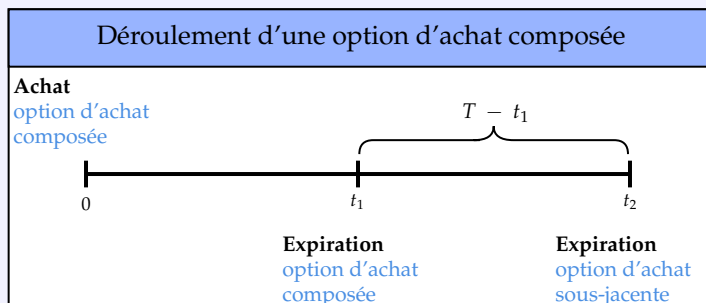 Déroulement d'une option d'achat composée
Achat
option d'achat
composée
T − t₁
0
t₁
t₂
Expiration
option d'achat
composée
Expiration
option d'achat
sous-jacente